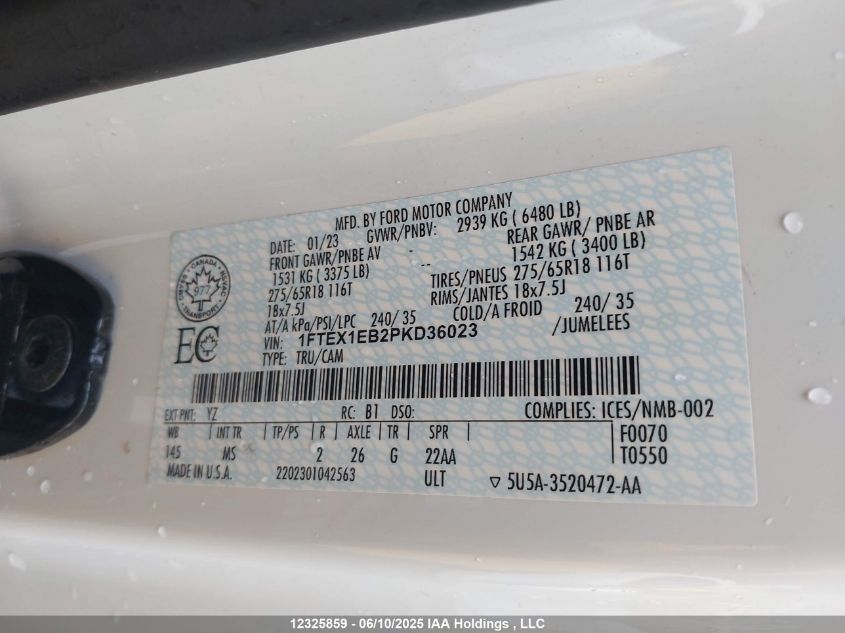 MFD. BY FORD MOTOR COMPANY
DATE: 01/23 GVWR/PNBV: 2939 KG ( 6480 LB)
FRONT GAWR/PNBE AV - REAR GAWR/ PNBE AR
1531 KG ( 3375 LB) -- 1542 KG ( 3400 LB)
275/65R18 116T TIRES/PNEUS 275/65R18 116T
18x7.5J RIMS/JANTES 18x7.5J
AT/A kPa/PSI/LPC 240/ 35 COLD/A FROID 240/ 35
VIN: 1FTEX1EB2PKD36023 /JUMELEES
TYPE: TRU/CAM
CANADA
977
TRANSPORT
EC
EXT PNT: YZ RC: B1 DSO: COMPLIES: ICES/NMB-002
WB | INT TR | TP/PS | R | AXLE | TR | SPR | F0070
145 MS 2 26 G 22AA T0550
MADE IN U.S.A. 2202301042563 ULT ▽ 5U5A-3520472-AA
12325859 - 06/10/2025 IAA Holdings , LLC